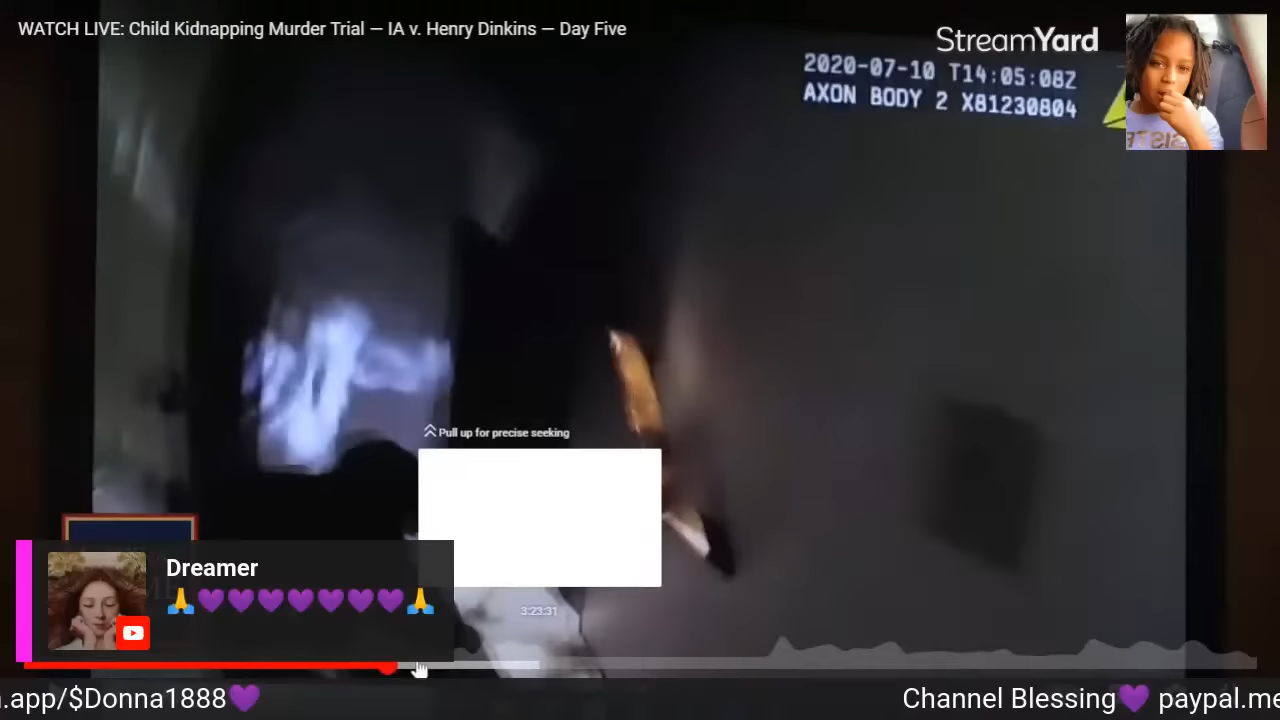 WATCH LIVE: Child Kidnapping Murder Trial — IA v. Henry Dinkins — Day Five
StreamYard
2020-07-10 T14:05:08Z
AXON BODY 2 X81230804
Pull up for precise seeking
Dreamer
🙏💜💜💜💜💜💜💜🙏
3:23:31
.app/$Donna1888💜
Channel Blessing💜 paypal.me